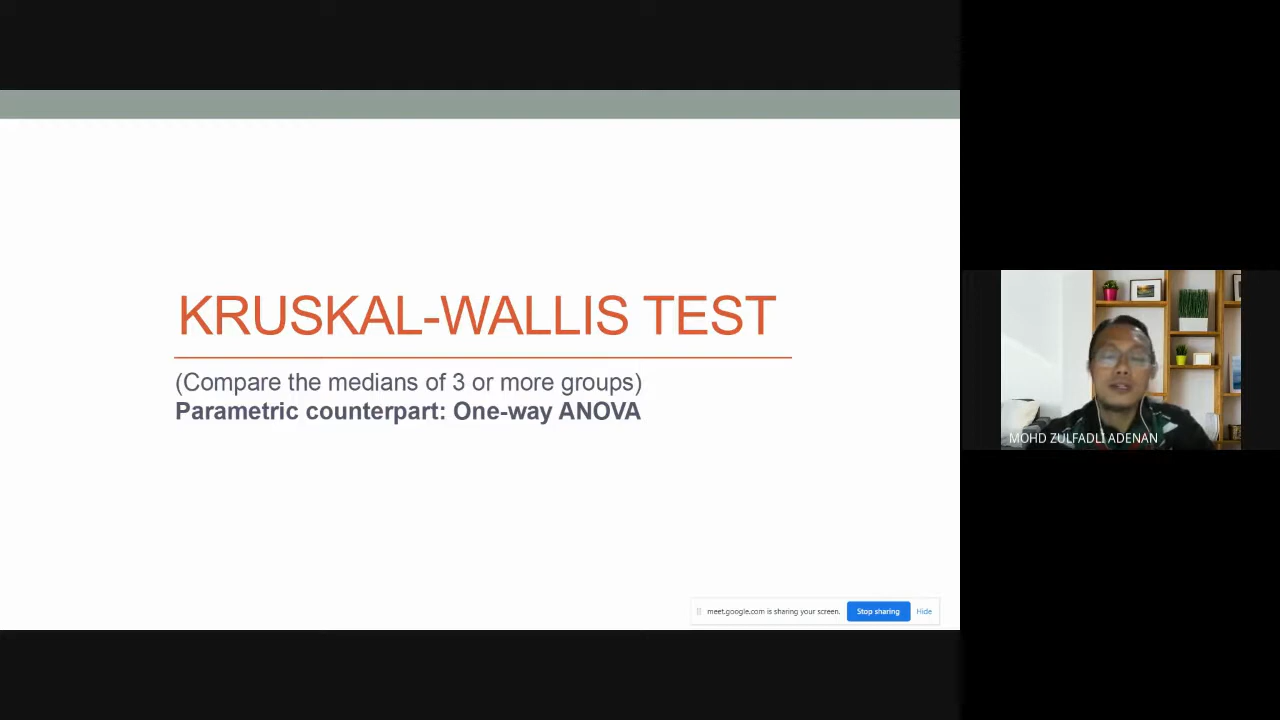 KRUSKAL-WALLIS TEST
(Compare the medians of 3 or more groups)
Parametric counterpart: One-way ANOVA
meet.google.com is sharing your screen.
Stop sharing
Hide
MOHD ZULFADLI ADENAN